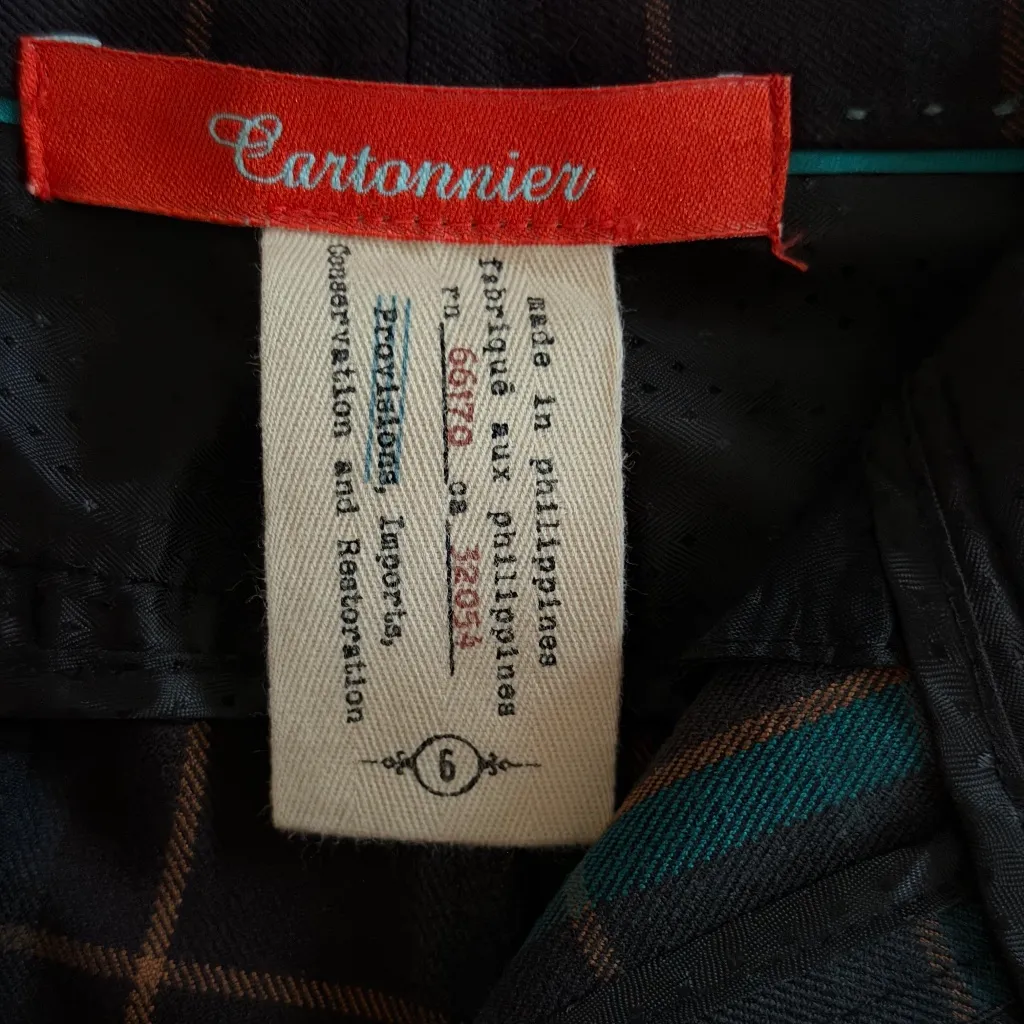 Cartonnier
made in philippines
fabriqué aux philippines
rn 66170 ca 32054
Provisions, Imports,
Conservation and Restoration
6